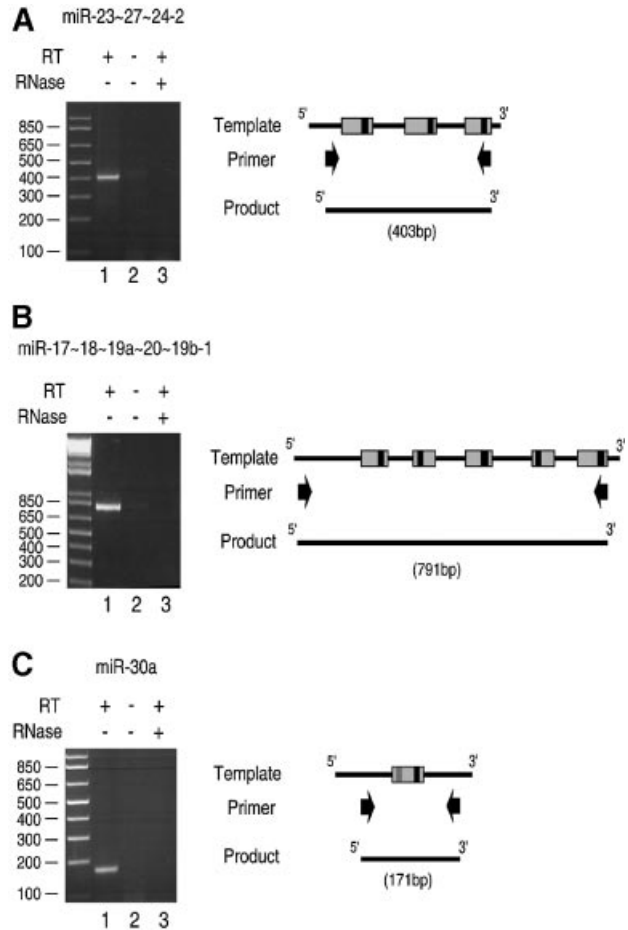 A
miR-23~27~24-2
RT + - +
RNase - - +
850
650
500
400
300
200
100
1 2 3
5' 3'
Template
Primer
5' 3'
Product
(403bp)
B
miR-17~18~19a~20~19b-1
RT + - +
RNase - - +
850
650
500
400
300
200
1 2 3
5' 3'
Template
Primer
5' 3'
Product
(791bp)
C
miR-30a
RT + - +
RNase - - +
850
650
500
400
300
200
100
1 2 3
5' 3'
Template
Primer
5' 3'
Product
(171bp)